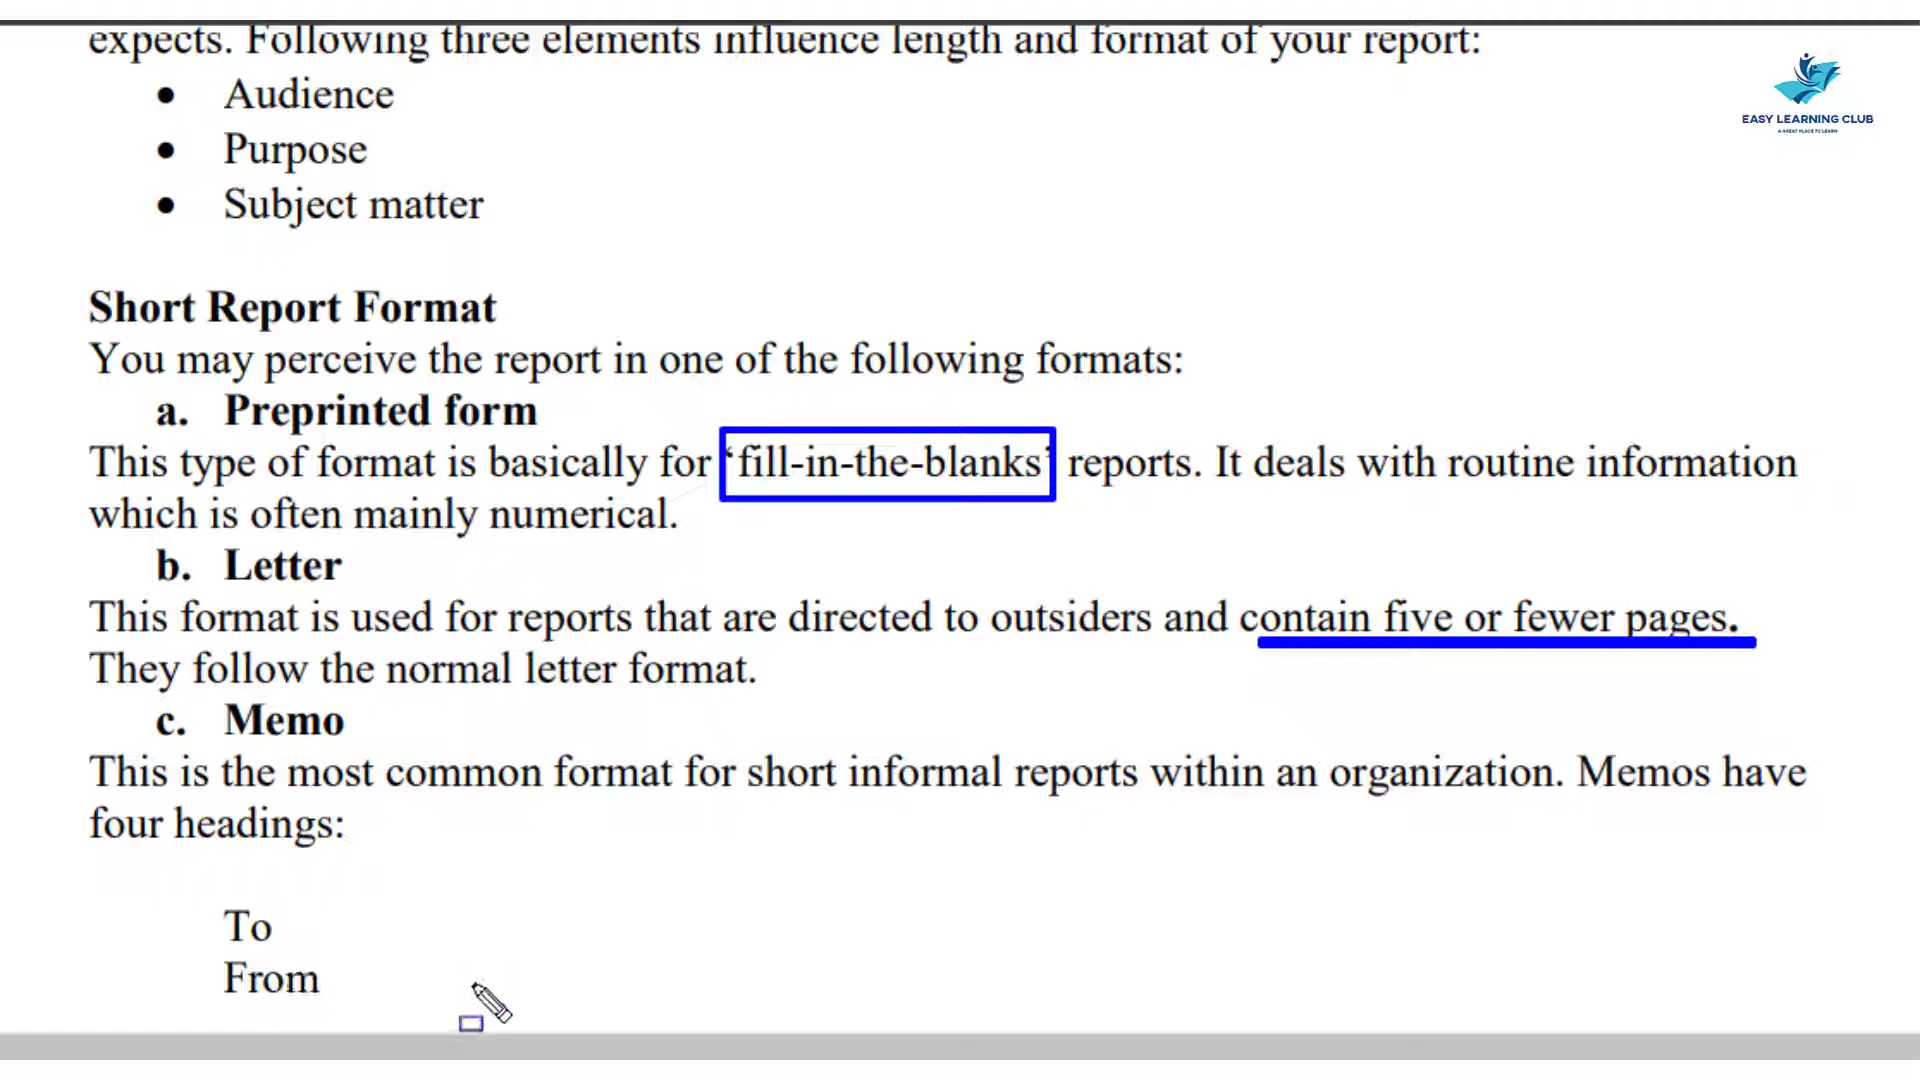 expects. Following three elements influence length and format of your report:
• Audience
• Purpose
• Subject matter
EASY LEARNING CLUB
A GREAT PLACE TO LEARN
Short Report Format
You may perceive the report in one of the following formats:
a. Preprinted form
This type of format is basically for ‘fill-in-the-blanks’ reports. It deals with routine information
which is often mainly numerical.
b. Letter
This format is used for reports that are directed to outsiders and contain five or fewer pages.
They follow the normal letter format.
c. Memo
This is the most common format for short informal reports within an organization. Memos have
four headings:
To
From